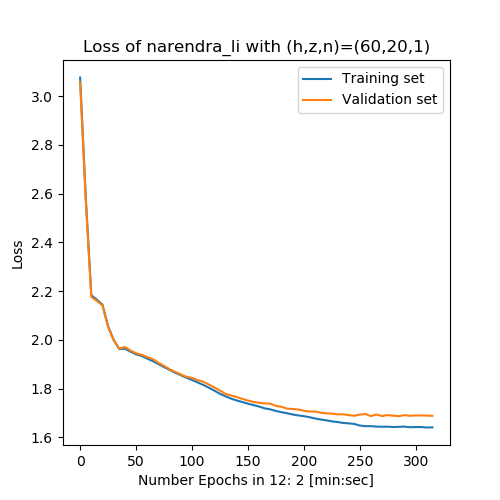 Loss of narendra_li with (h,z,n)=(60,20,1)
Training set
Validation set
3.0
2.8
2.6
2.4
2.2
2.0
1.8
1.6
Loss
0 50 100 150 200 250 300
Number Epochs in 12: 2 [min:sec]